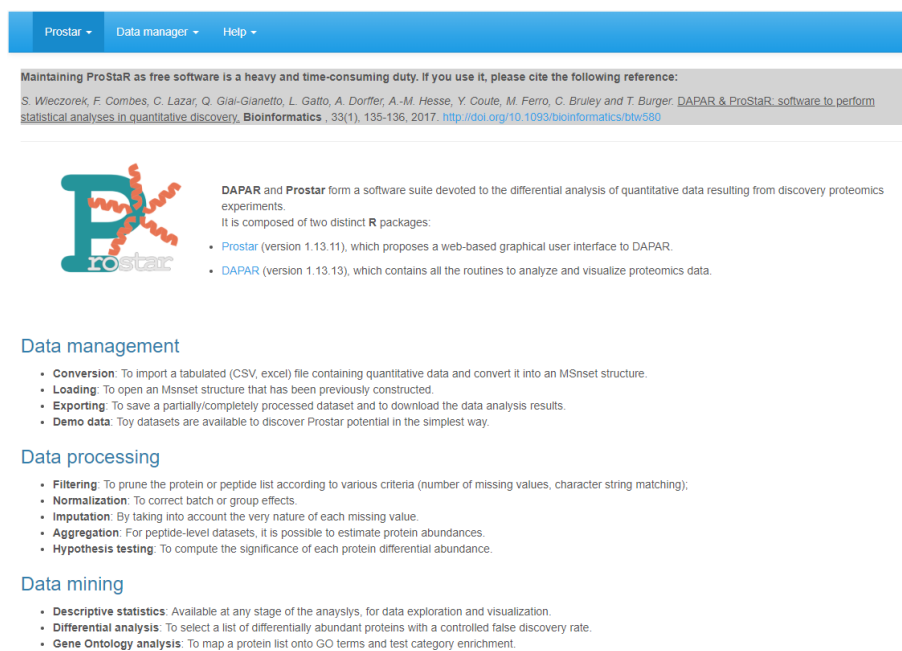 Prostar Data manager Help
Maintaining ProStaR as free software is a heavy and time-consuming duty. If you use it, please cite the following reference:
S. Wieczorek, F. Combes, C. Lazar, Q. Giai-Gianetto, L. Gatto, A. Dorffer, A.-M. Hesse, Y. Coute, M. Ferro, C. Bruley and T. Burger. DAPAR & ProStaR: software to perform
statistical analyses in quantitative discovery. Bioinformatics , 33(1), 135-136, 2017. http://doi.org/10.1093/bioinformatics/btw580
Prostar
DAPAR and Prostar form a software suite devoted to the differential analysis of quantitative data resulting from discovery proteomics
experiments.
It is composed of two distinct R packages:
• Prostar (version 1.13.11), which proposes a web-based graphical user interface to DAPAR.
• DAPAR (version 1.13.13), which contains all the routines to analyze and visualize proteomics data.
Data management
• Conversion: To import a tabulated (CSV, excel) file containing quantitative data and convert it into an MSnset structure.
• Loading: To open an Msnset structure that has been previously constructed.
• Exporting: To save a partially/completely processed dataset and to download the data analysis results.
• Demo data: Toy datasets are available to discover Prostar potential in the simplest way.
Data processing
• Filtering: To prune the protein or peptide list according to various criteria (number of missing values, character string matching);
• Normalization: To correct batch or group effects.
• Imputation: By taking into account the very nature of each missing value.
• Aggregation: For peptide-level datasets, it is possible to estimate protein abundances.
• Hypothesis testing: To compute the significance of each protein differential abundance.
Data mining
• Descriptive statistics: Available at any stage of the anayslys, for data exploration and visualization.
• Differential analysis: To select a list of differentially abundant proteins with a controlled false discovery rate.
• Gene Ontology analysis: To map a protein list onto GO terms and test category enrichment.